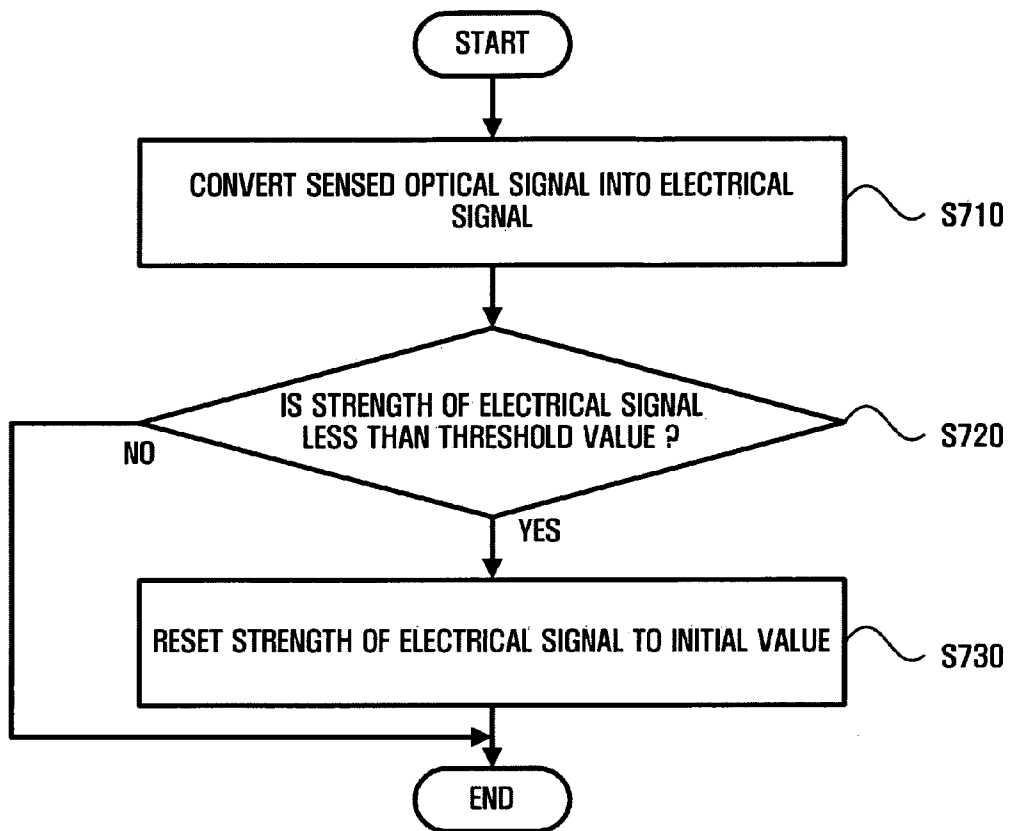 START
CONVERT SENSED OPTICAL SIGNAL INTO ELECTRICAL
SIGNAL
S710
IS STRENGTH OF ELECTRICAL SIGNAL
LESS THAN THRESHOLD VALUE ?
S720
NO
YES
RESET STRENGTH OF ELECTRICAL SIGNAL TO INITIAL VALUE
S730
END